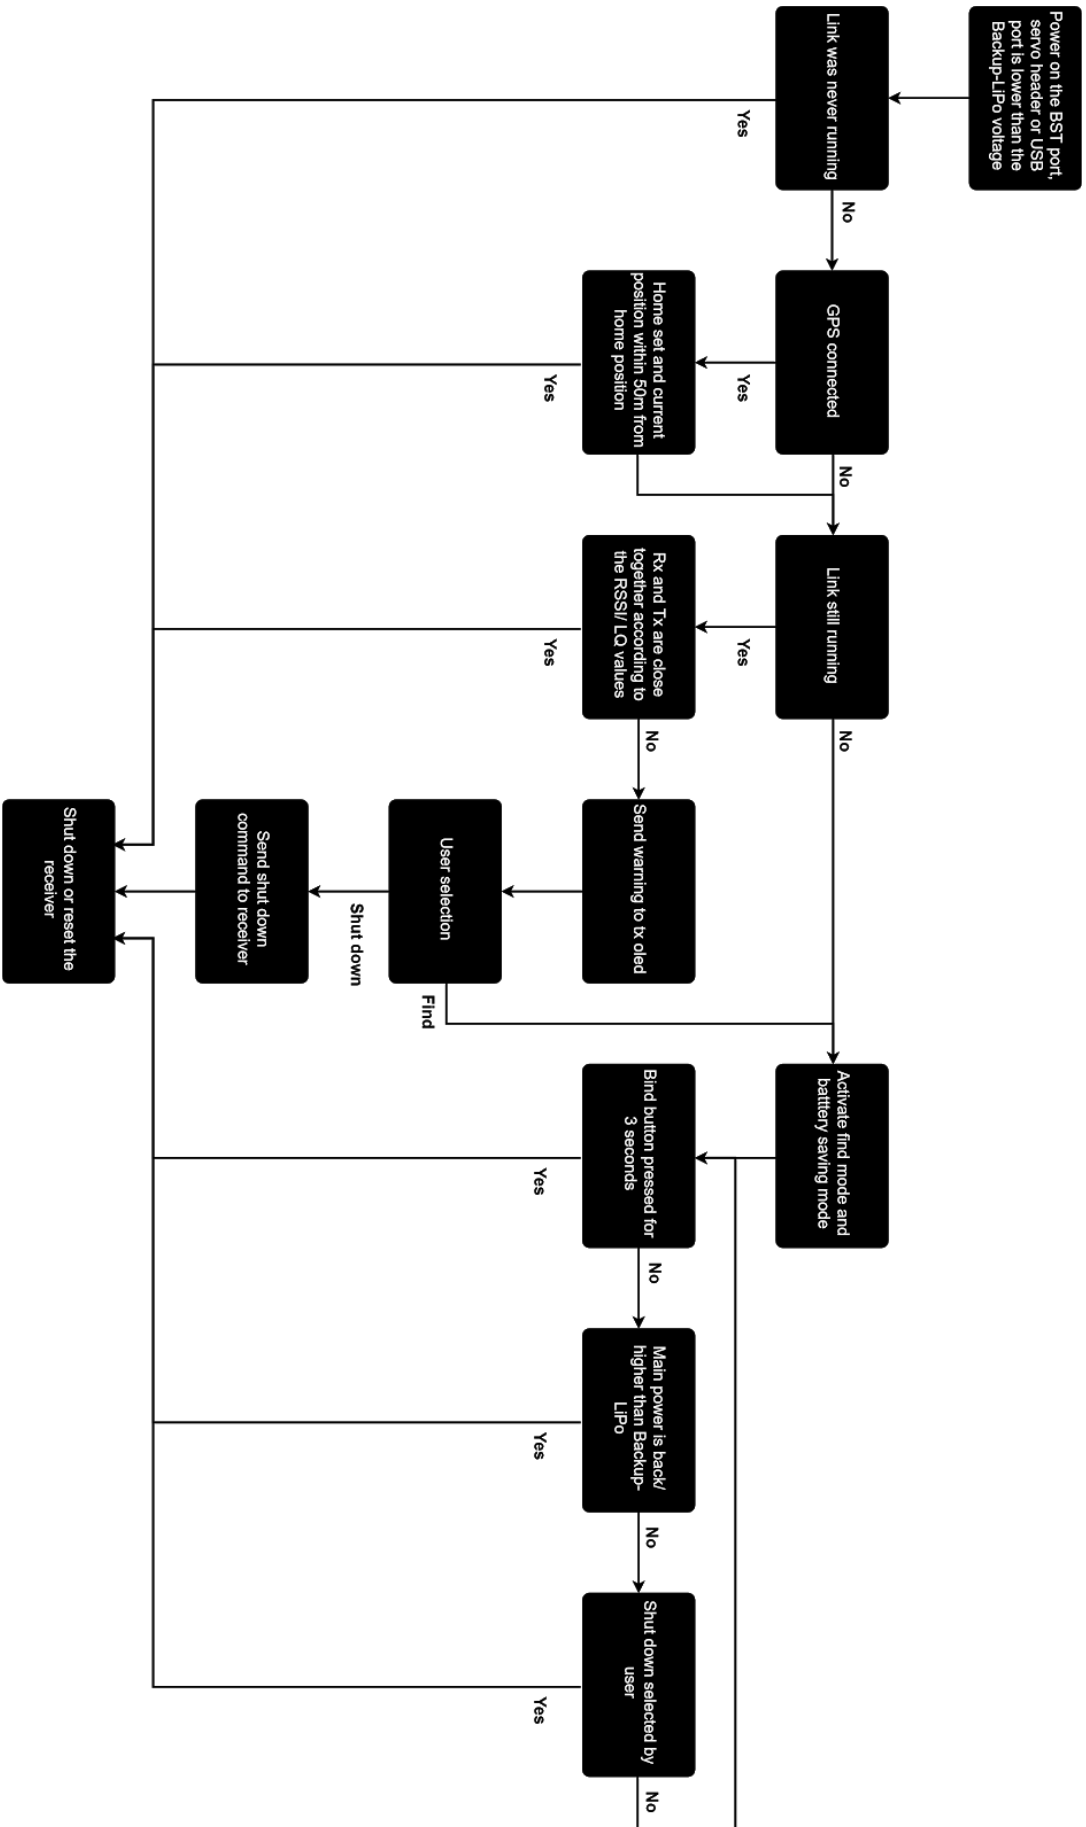 Power on the BST port,
servo header or USB
port is lower than the
Backup-LiPo voltage
Link was never running
No
Yes
GPS connected
No
Yes
Home set and current
position within 50m from
home position
Yes
Link still running
No
Yes
Rx and Tx are close
together according to
the RSSI/ LQ values
No
Yes
Send warning to tx oled
User selection
Shut down
Find
Send shut down
command to receiver
Shut down or reset the
receiver
Activate find mode and
batttery saving mode
Bind button pressed for
3 seconds
No
Yes
Main power is back/
higher than Backup-
LiPo
No
Yes
Shut down selected by
user
No
Yes